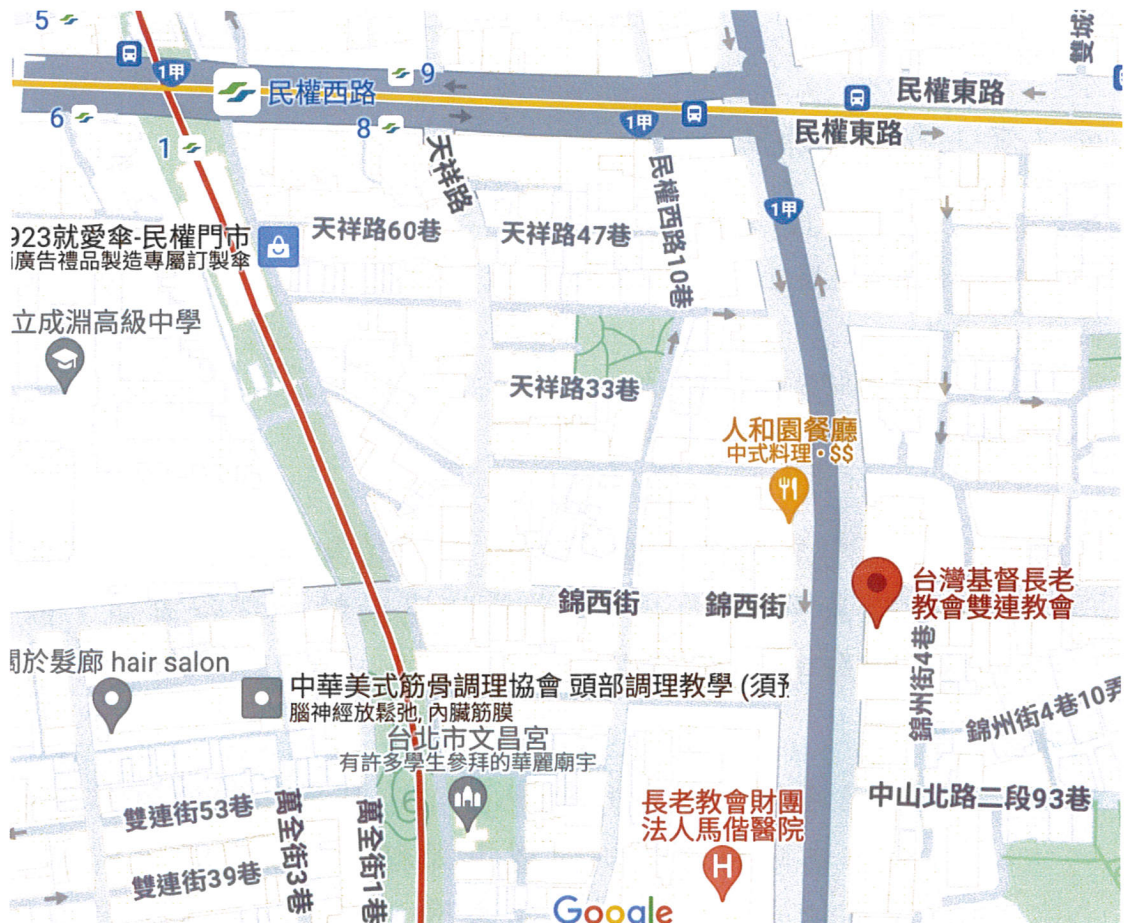 5
雙城
1甲
民權西路
9
民權東路
6
1
8
1甲
民權東路
天祥路
民權西路10巷
1甲
923就愛傘-民權門市
廣告禮品製造專屬訂製傘
天祥路60巷
天祥路47巷
立成淵高級中學
天祥路33巷
人和園餐廳
中式料理・$$
台灣基督長老
教會雙連教會
錦西街
錦西街
錦州街4巷
關於髮廊 hair salon
中華美式筋骨調理協會 頭部調理教學 (須預
腦神經放鬆弛, 內臟筋膜
台北市文昌宮
有許多學生參拜的華麗廟宇
錦州街4巷10弄
雙連街53巷
萬全街3巷
萬全街1巷
長老教會財團
法人馬偕醫院
H
中山北路二段93巷
雙連街39巷
Google